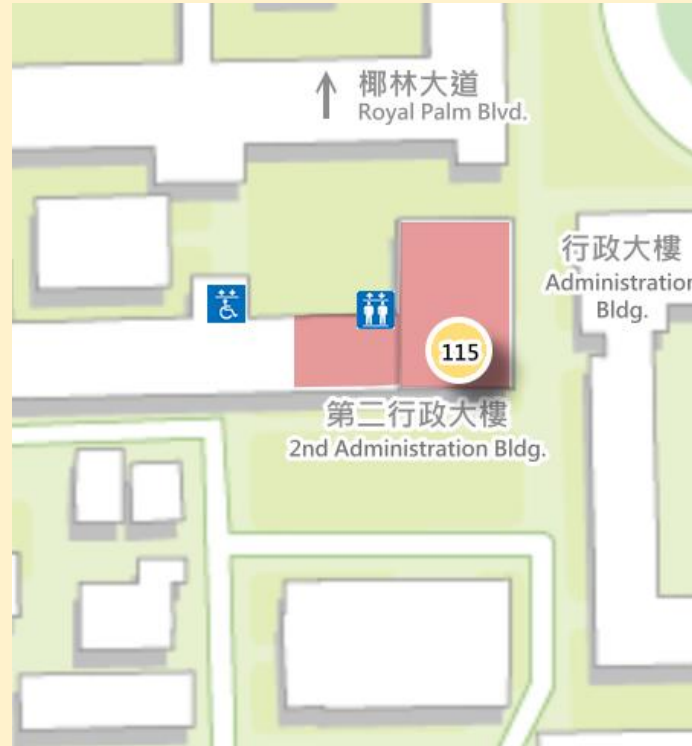 椰林大道
Royal Palm Blvd.
行政大樓
Administration
Bldg.
115
第二行政大樓
2nd Administration Bldg.